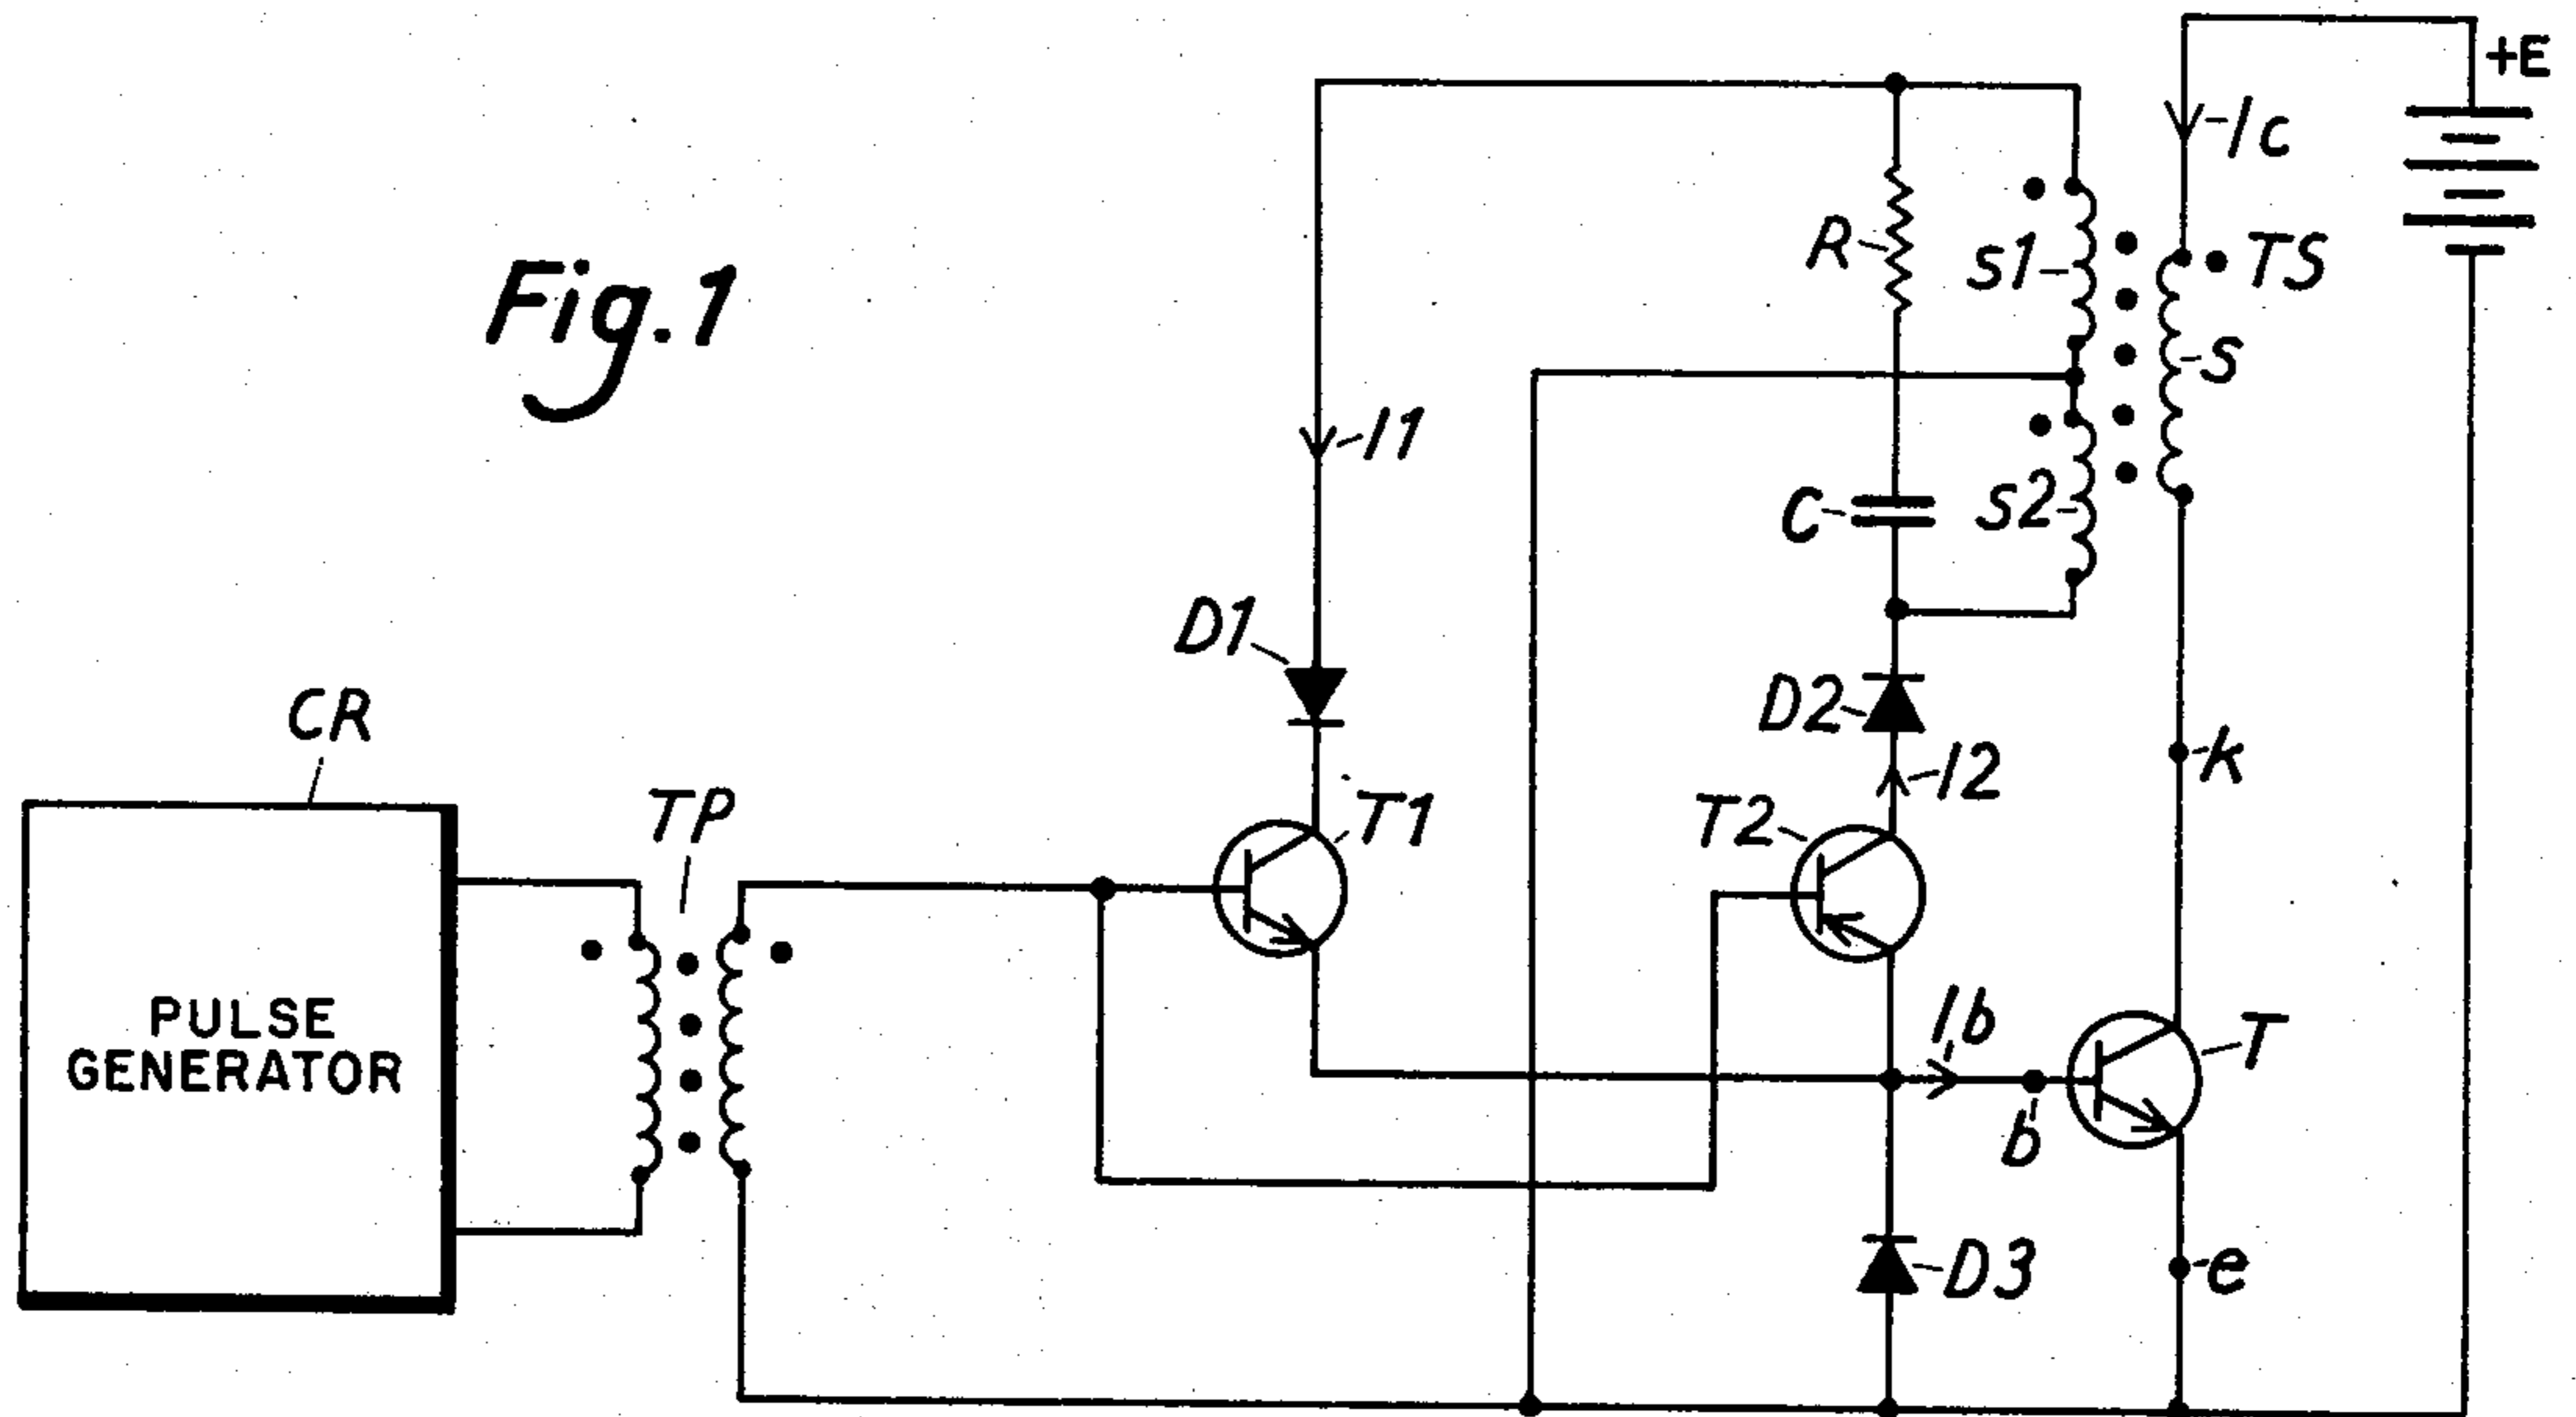 +E
Ic
Fig.1
R
s1
TS
s
I1
C
s2
D1
D2
CR
k
I2
TP
T1
T2
Ib
T
PULSE
GENERATOR
b
D3
e